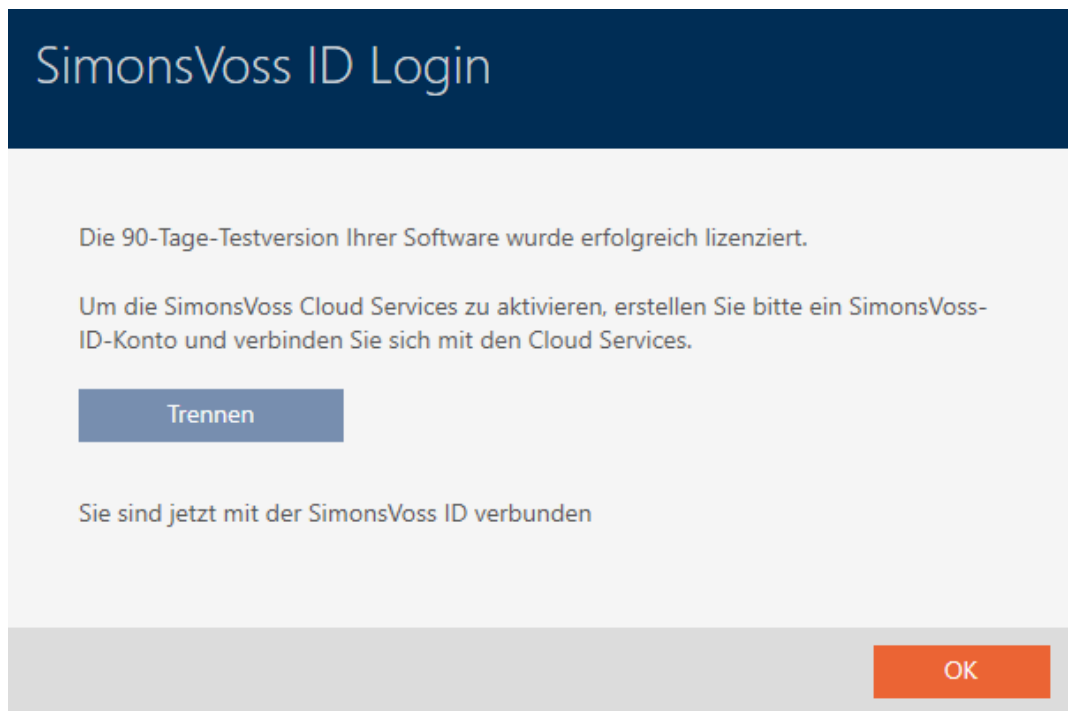 SimonsVoss ID Login
Die 90-Tage-Testversion Ihrer Software wurde erfolgreich lizenziert.
Um die SimonsVoss Cloud Services zu aktivieren, erstellen Sie bitte ein SimonsVoss-
ID-Konto und verbinden Sie sich mit den Cloud Services.
Trennen
Sie sind jetzt mit der SimonsVoss ID verbunden
OK